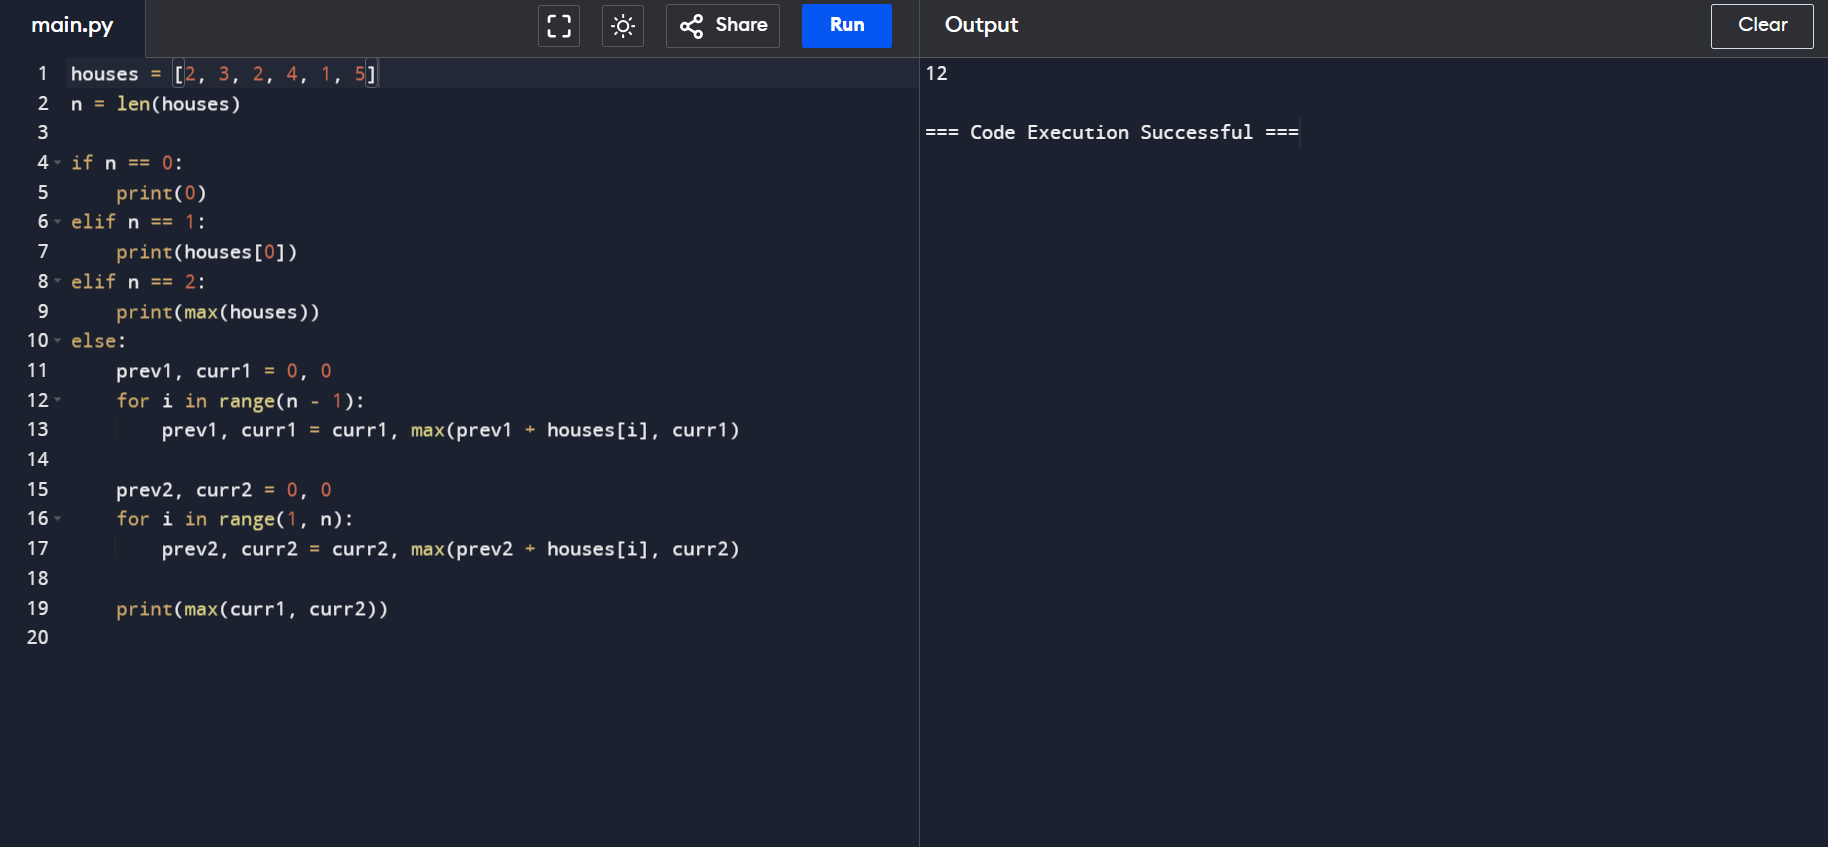 main.py
Share
Run
Output
Clear
1 houses = [2, 3, 2, 4, 1, 5]
2 n = len(houses)
3
4 if n == 0:
5     print(0)
6 elif n == 1:
7     print(houses[0])
8 elif n == 2:
9     print(max(houses))
10 else:
11     prev1, curr1 = 0, 0
12     for i in range(n - 1):
13         prev1, curr1 = curr1, max(prev1 + houses[i], curr1)
14
15     prev2, curr2 = 0, 0
16     for i in range(1, n):
17         prev2, curr2 = curr2, max(prev2 + houses[i], curr2)
18
19     print(max(curr1, curr2))
20
12
=== Code Execution Successful ===